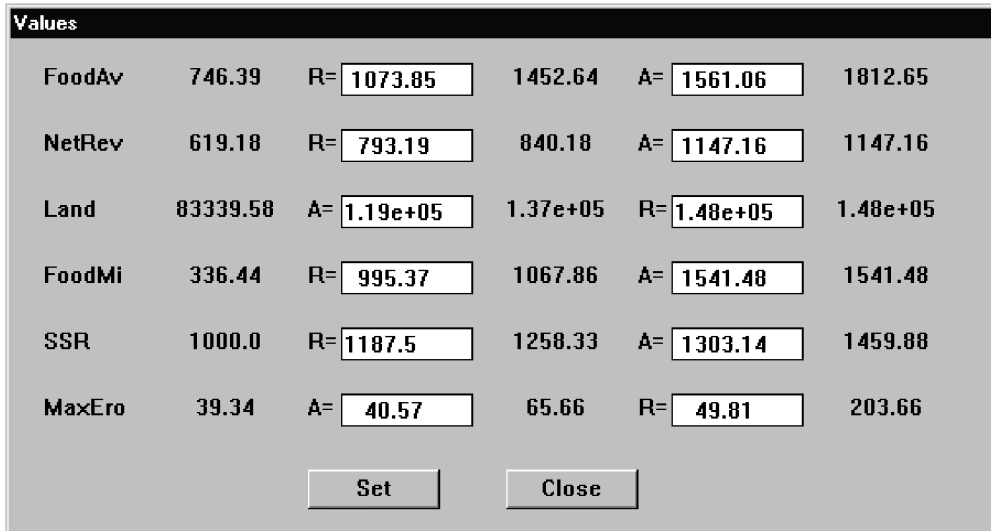 Values
FoodAv 746.39 R= 1073.85 1452.64 A= 1561.06 1812.65
NetRev 619.18 R= 793.19 840.18 A= 1147.16 1147.16
Land 83339.58 A= 1.19e+05 1.37e+05 R= 1.48e+05 1.48e+05
FoodMi 336.44 R= 995.37 1067.86 A= 1541.48 1541.48
SSR 1000.0 R= 1187.5 1258.33 A= 1303.14 1459.88
MaxEro 39.34 A= 40.57 65.66 R= 49.81 203.66
Set Close